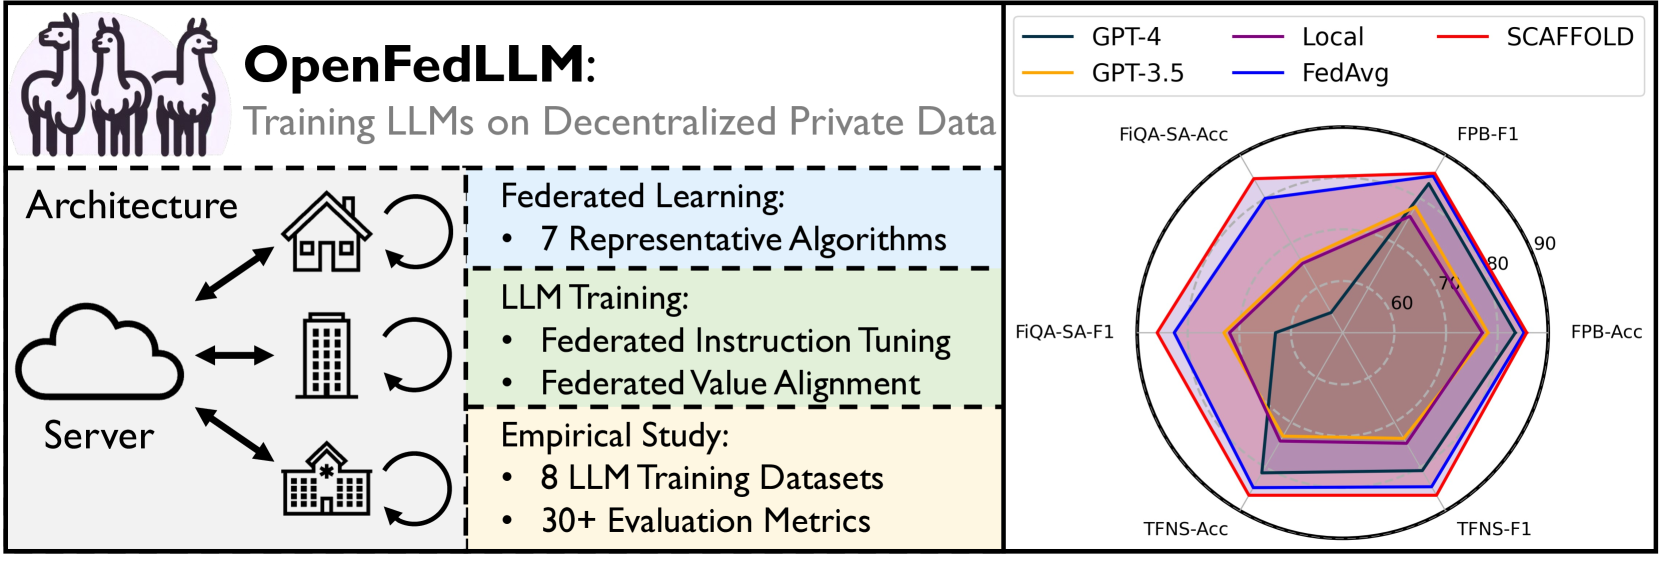 OpenFedLLM:
Training LLMs on Decentralized Private Data
Architecture
Server
Federated Learning:
• 7 Representative Algorithms
LLM Training:
• Federated Instruction Tuning
• Federated Value Alignment
Empirical Study:
• 8 LLM Training Datasets
• 30+ Evaluation Metrics
GPT-4
GPT-3.5
Local
FedAvg
SCAFFOLD
FiQA-SA-Acc
FPB-F1
90
80
70
60
FiQA-SA-F1
FPB-Acc
TFNS-Acc
TFNS-F1